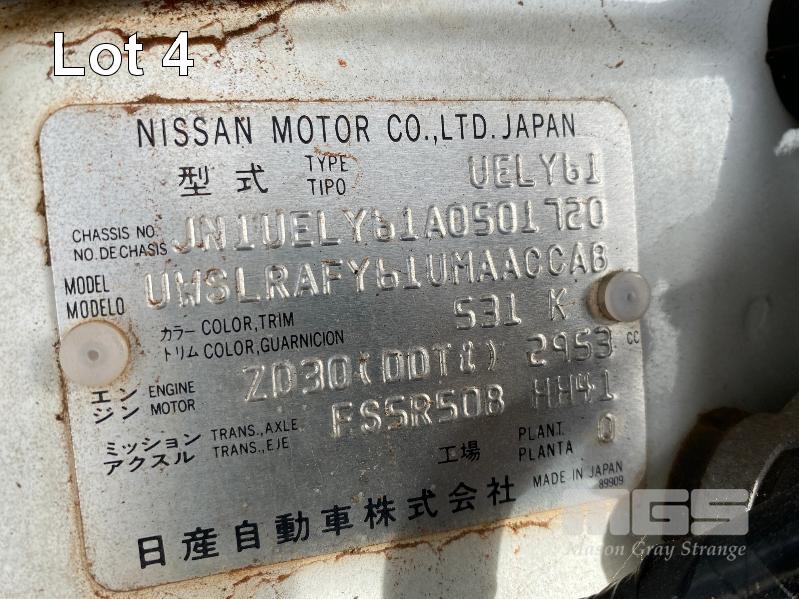 Lot 4
NISSAN MOTOR CO.,LTD. JAPAN
型式 TYPE TIPO UELY61
CHASSIS NO. NO. DE CHASIS JN1UELY61A0501720
MODEL MODELO UWSLRAFY61UMAACCAB
カラー COLOR,TRIM トリム COLOR,GUARNICION 531 K
エンジン ENGINE MOTOR ZD30(DDTi) 2953 cc
ミッション TRANS.,AXLE アクスル TRANS.,EJE FS5R50B HH41
工場 PLANT. PLANTA 0
MADE IN JAPAN
89909
日産自動車株式会社
MGS
Mason Gray Strange